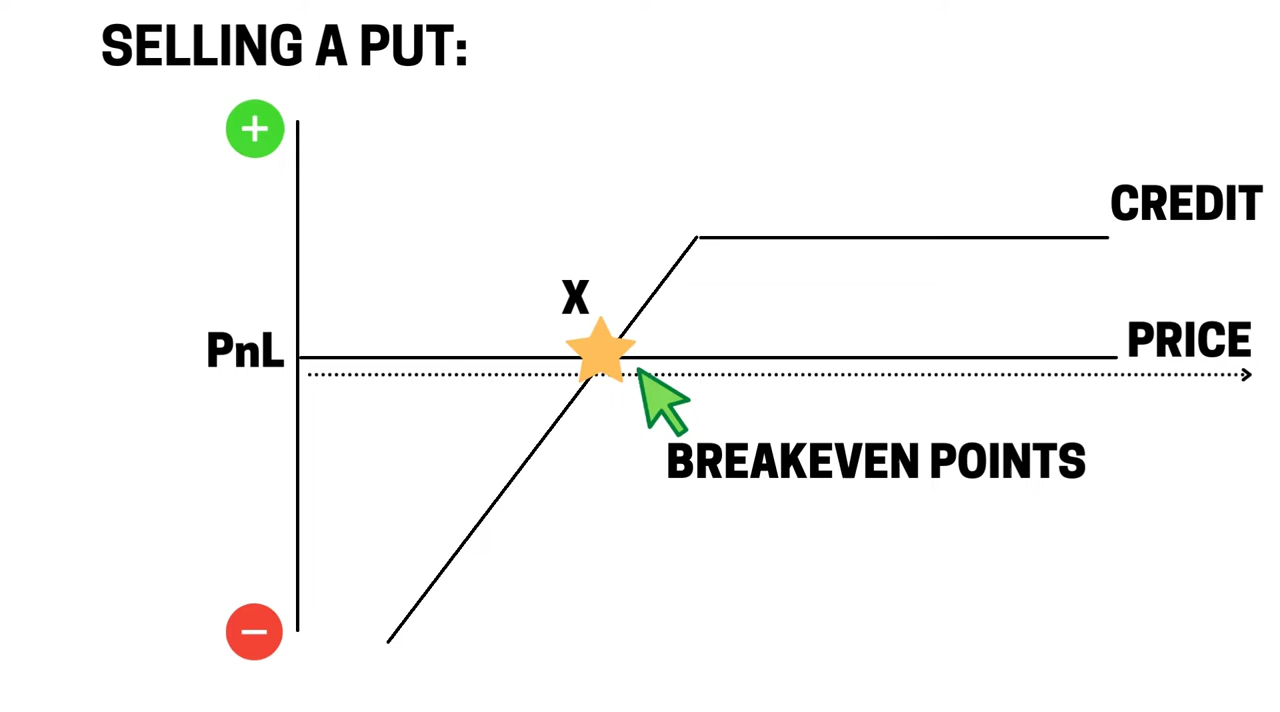 SELLING A PUT:
CREDIT
X
PnL
PRICE
BREAKEVEN POINTS